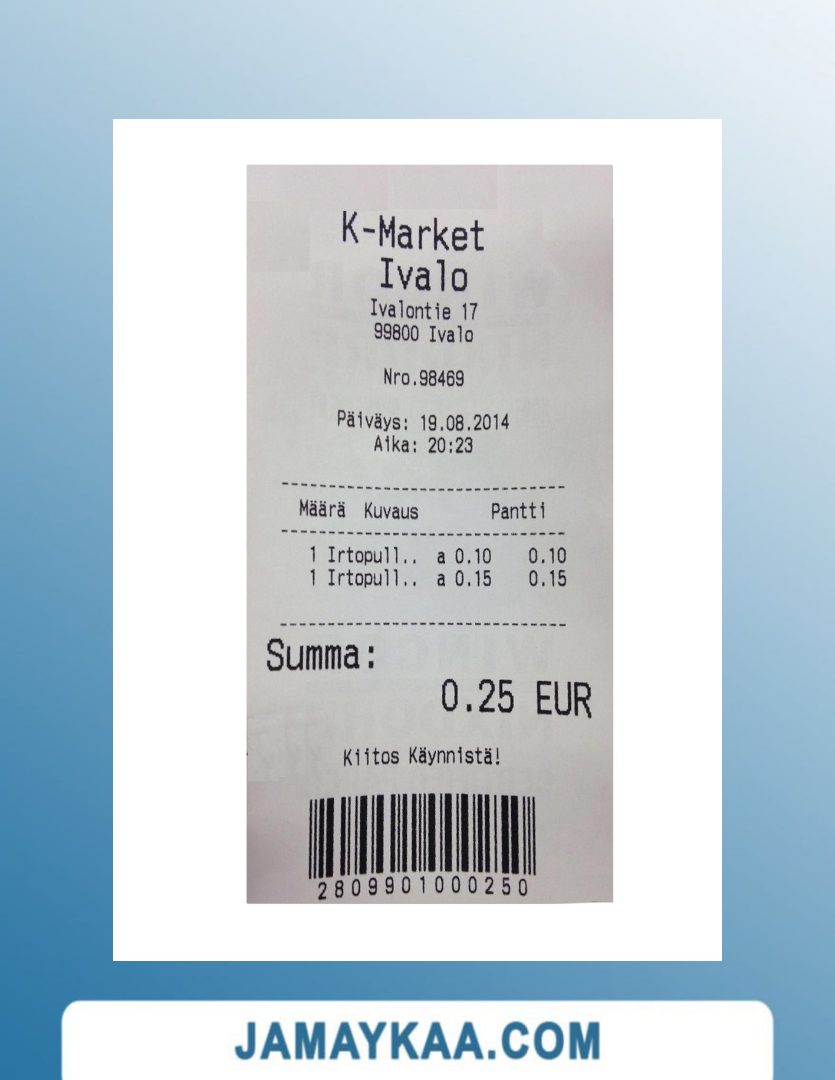 K-Market
Ivalo
Ivalontie 17
99800 Ivalo
Nro.98469
Päiväys: 19.08.2014
Aika: 20:23
Määrä Kuvaus Pantti
1 Irtopull.. a 0.10 0.10
1 Irtopull.. a 0.15 0.15
Summa:
0.25 EUR
Kiitos Käynnistä!
2809901000250
JAMAYKAA.COM